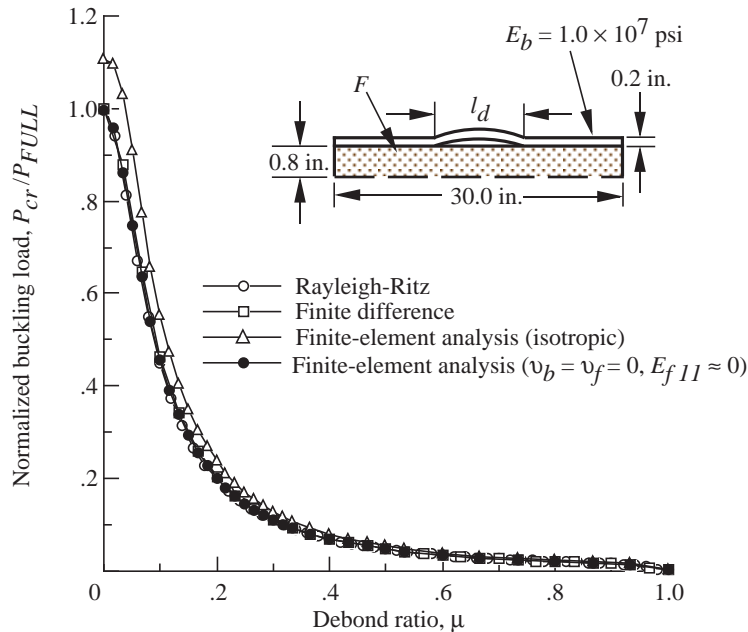 1.2
1.0
.8
.6
.4
.2
0
.2
.4
.6
.8
1.0
Normalized buckling load, P_cr/P_FULL
Debond ratio, μ
E_b = 1.0 × 10^7 psi
0.2 in.
F
l_d
0.8 in.
30.0 in.
Rayleigh-Ritz
Finite difference
Finite-element analysis (isotropic)
Finite-element analysis (υ_b = υ_f = 0, E_f 11 ≈ 0)